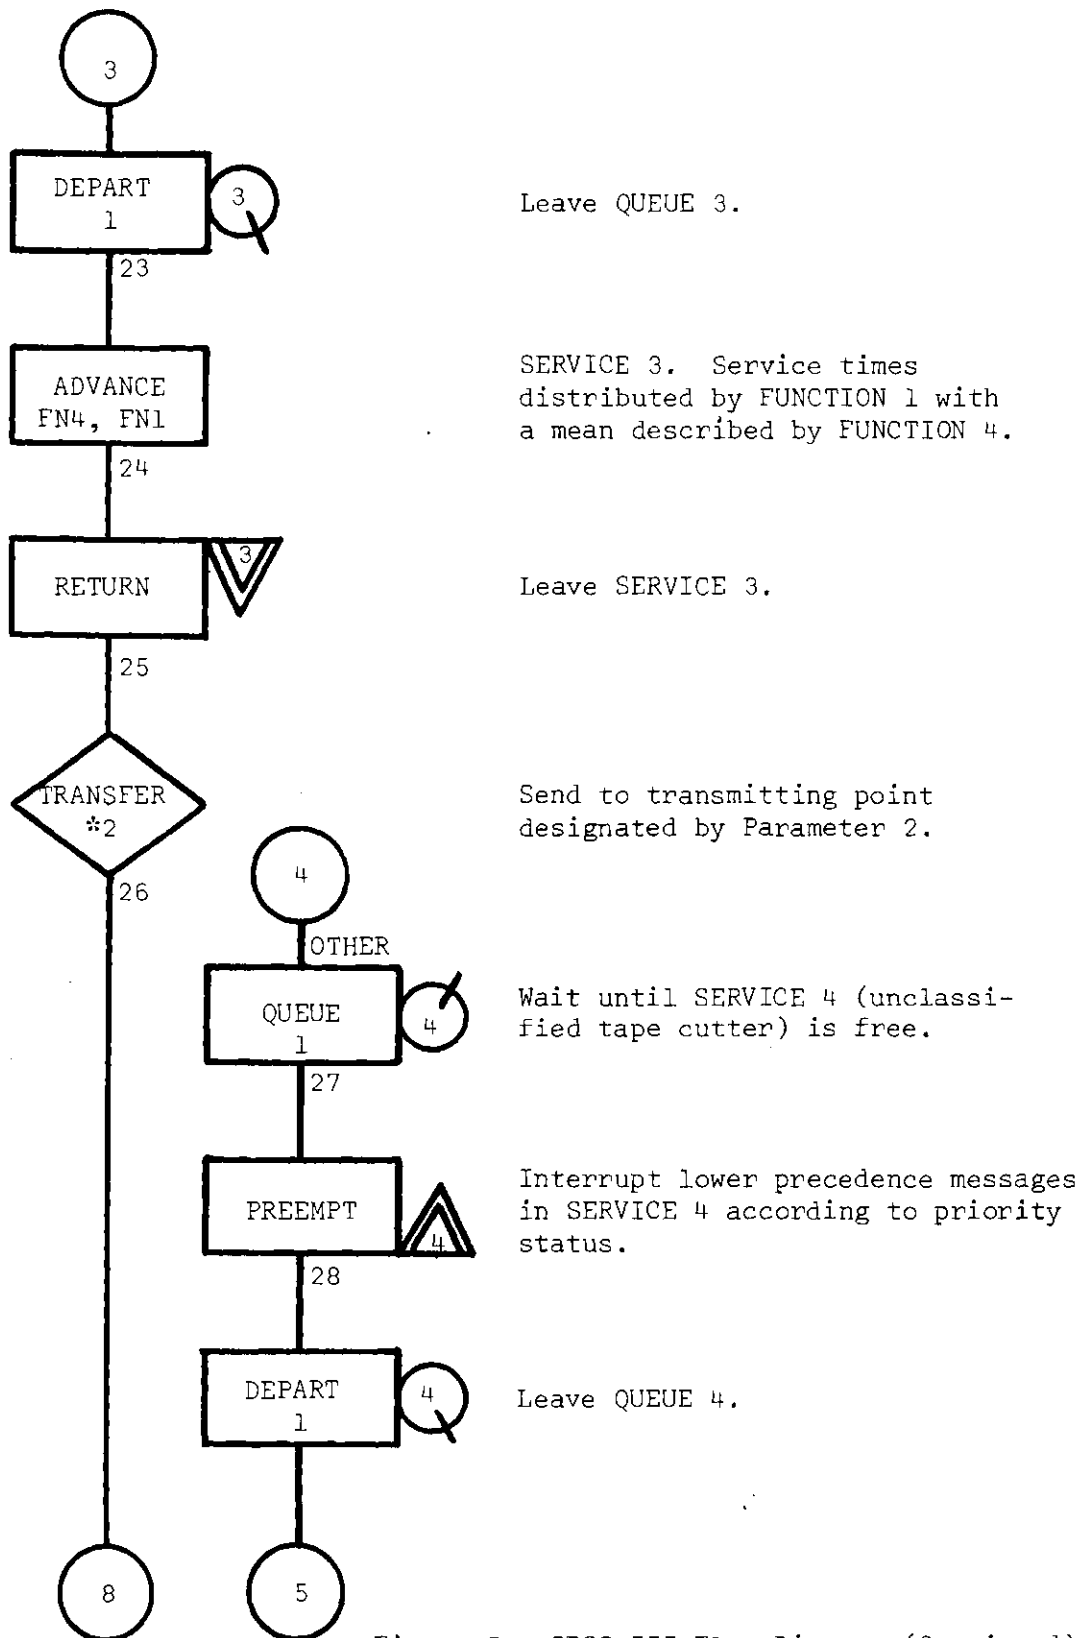 3
DEPART
1
3
Leave QUEUE 3.
23
ADVANCE
FN4, FN1
SERVICE 3. Service times
distributed by FUNCTION 1 with
a mean described by FUNCTION 4.
24
RETURN
3
Leave SERVICE 3.
25
TRANSFER
*2
Send to transmitting point
designated by Parameter 2.
26
4
OTHER
QUEUE
1
4
Wait until SERVICE 4 (unclassi-
fied tape cutter) is free.
27
PREEMPT
4
Interrupt lower precedence messages
in SERVICE 4 according to priority
status.
28
DEPART
1
4
Leave QUEUE 4.
8
5